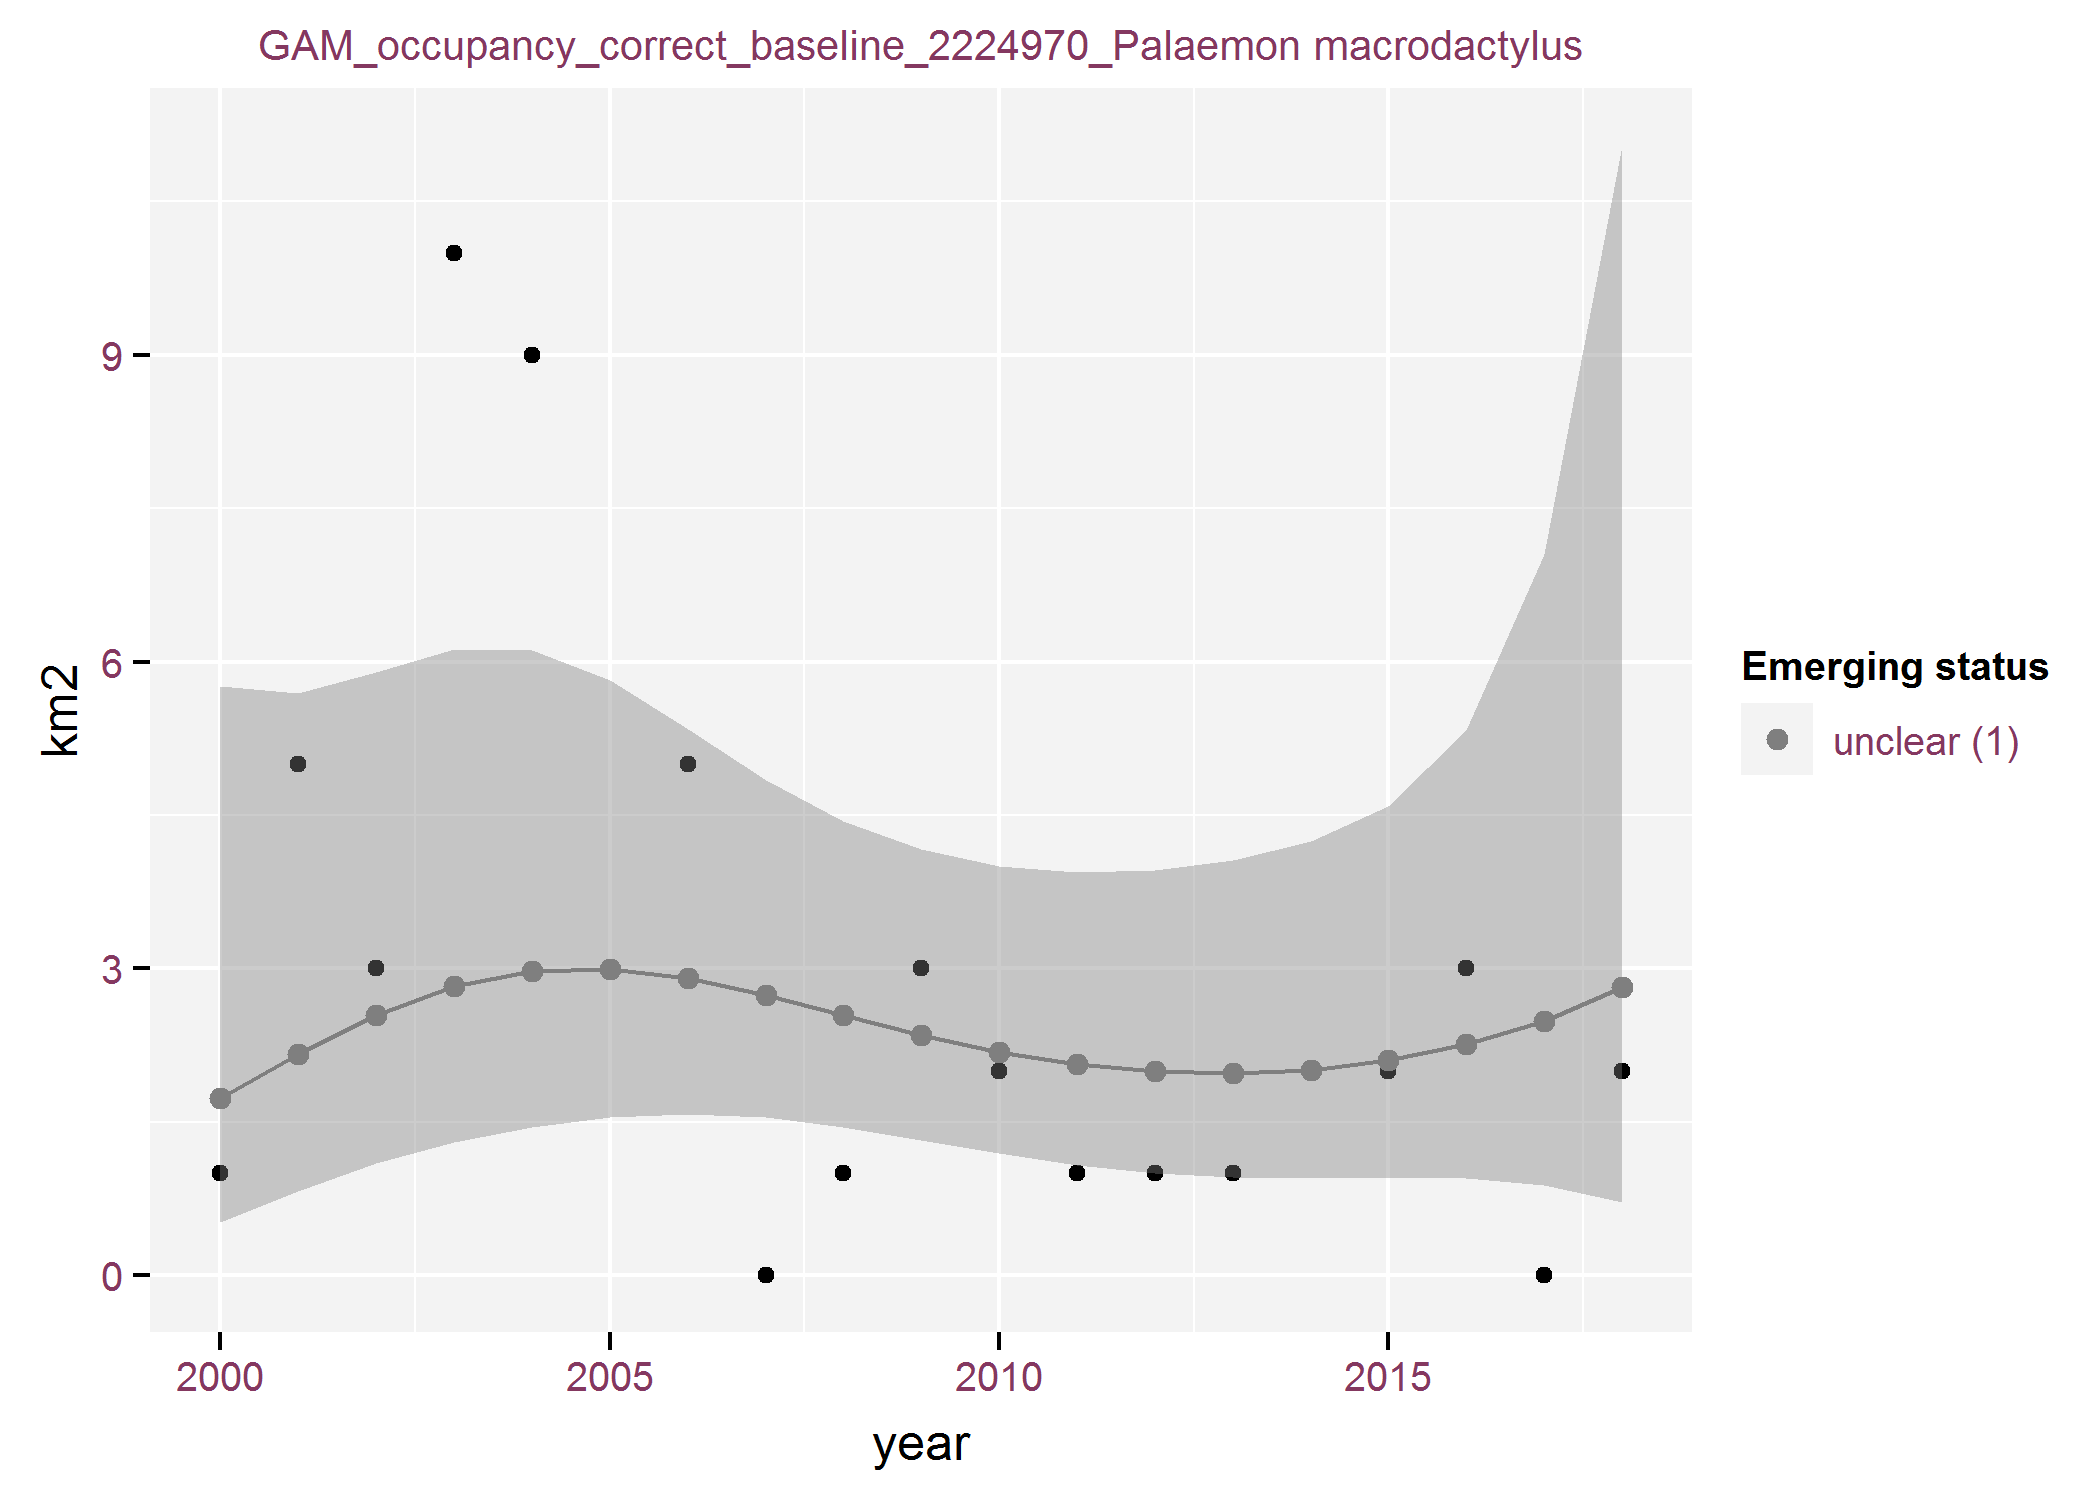 GAM_occupancy_correct_baseline_2224970_Palaemon macrodactylus
9
6
3
0
km2
2000 2005 2010 2015
year
Emerging status
unclear (1)